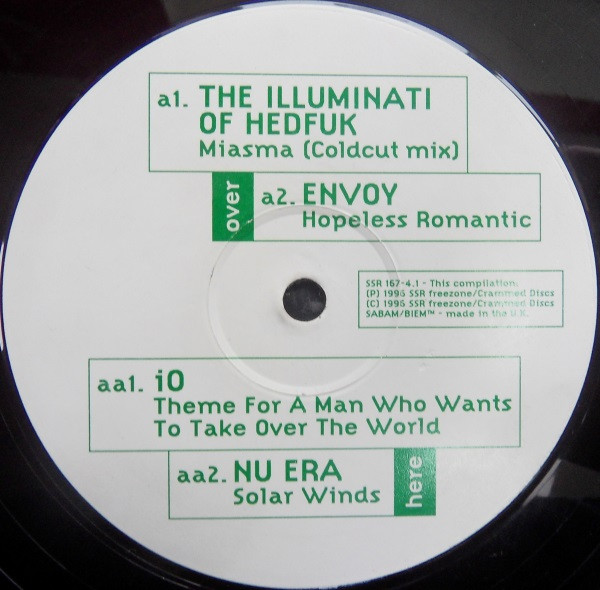 a1. THE ILLUMINATI
OF HEDFUK
Miasma (Coldcut mix)
over
a2. ENVOY
Hopeless Romantic
SSR 167-4.1 - This compilation:
(P) 1996 SSR freezone/Crammed Discs
(C) 1996 SSR freezone/Crammed Discs
SABAM/BIEM™ - made in the U.K.
aa1. iO
Theme For A Man Who Wants
To Take Over The World
aa2. NU ERA
Solar Winds
here